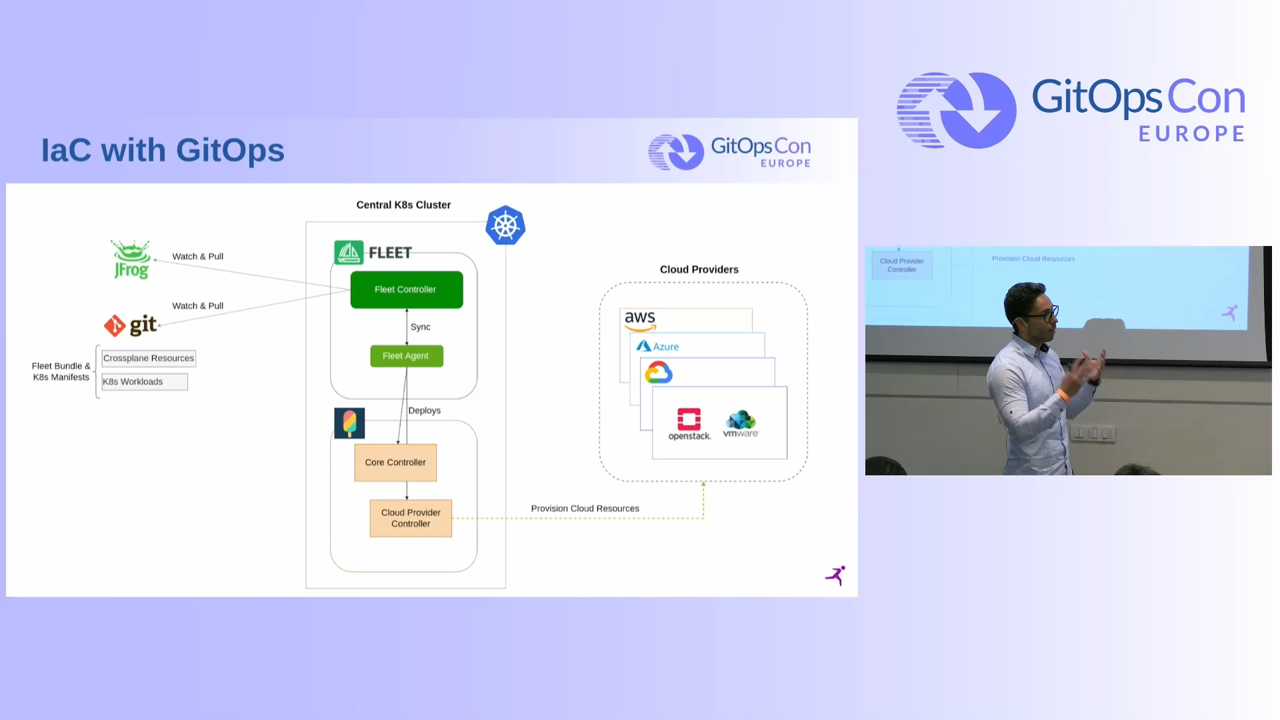 GitOpsCon
EUROPE
IaC with GitOps
GitOpsCon
EUROPE
Central K8s Cluster
JFrog
Watch & Pull
FLEET
Fleet Controller
Watch & Pull
git
Sync
Fleet Agent
Fleet Bundle &
K8s Manifests
Crossplane Resources
K8s Workloads
Deploys
Core Controller
Cloud Provider
Controller
Provision Cloud Resources
Cloud Providers
aws
Azure
openstack.
vmware
Cloud Provider
Controller
Provision Cloud Resources